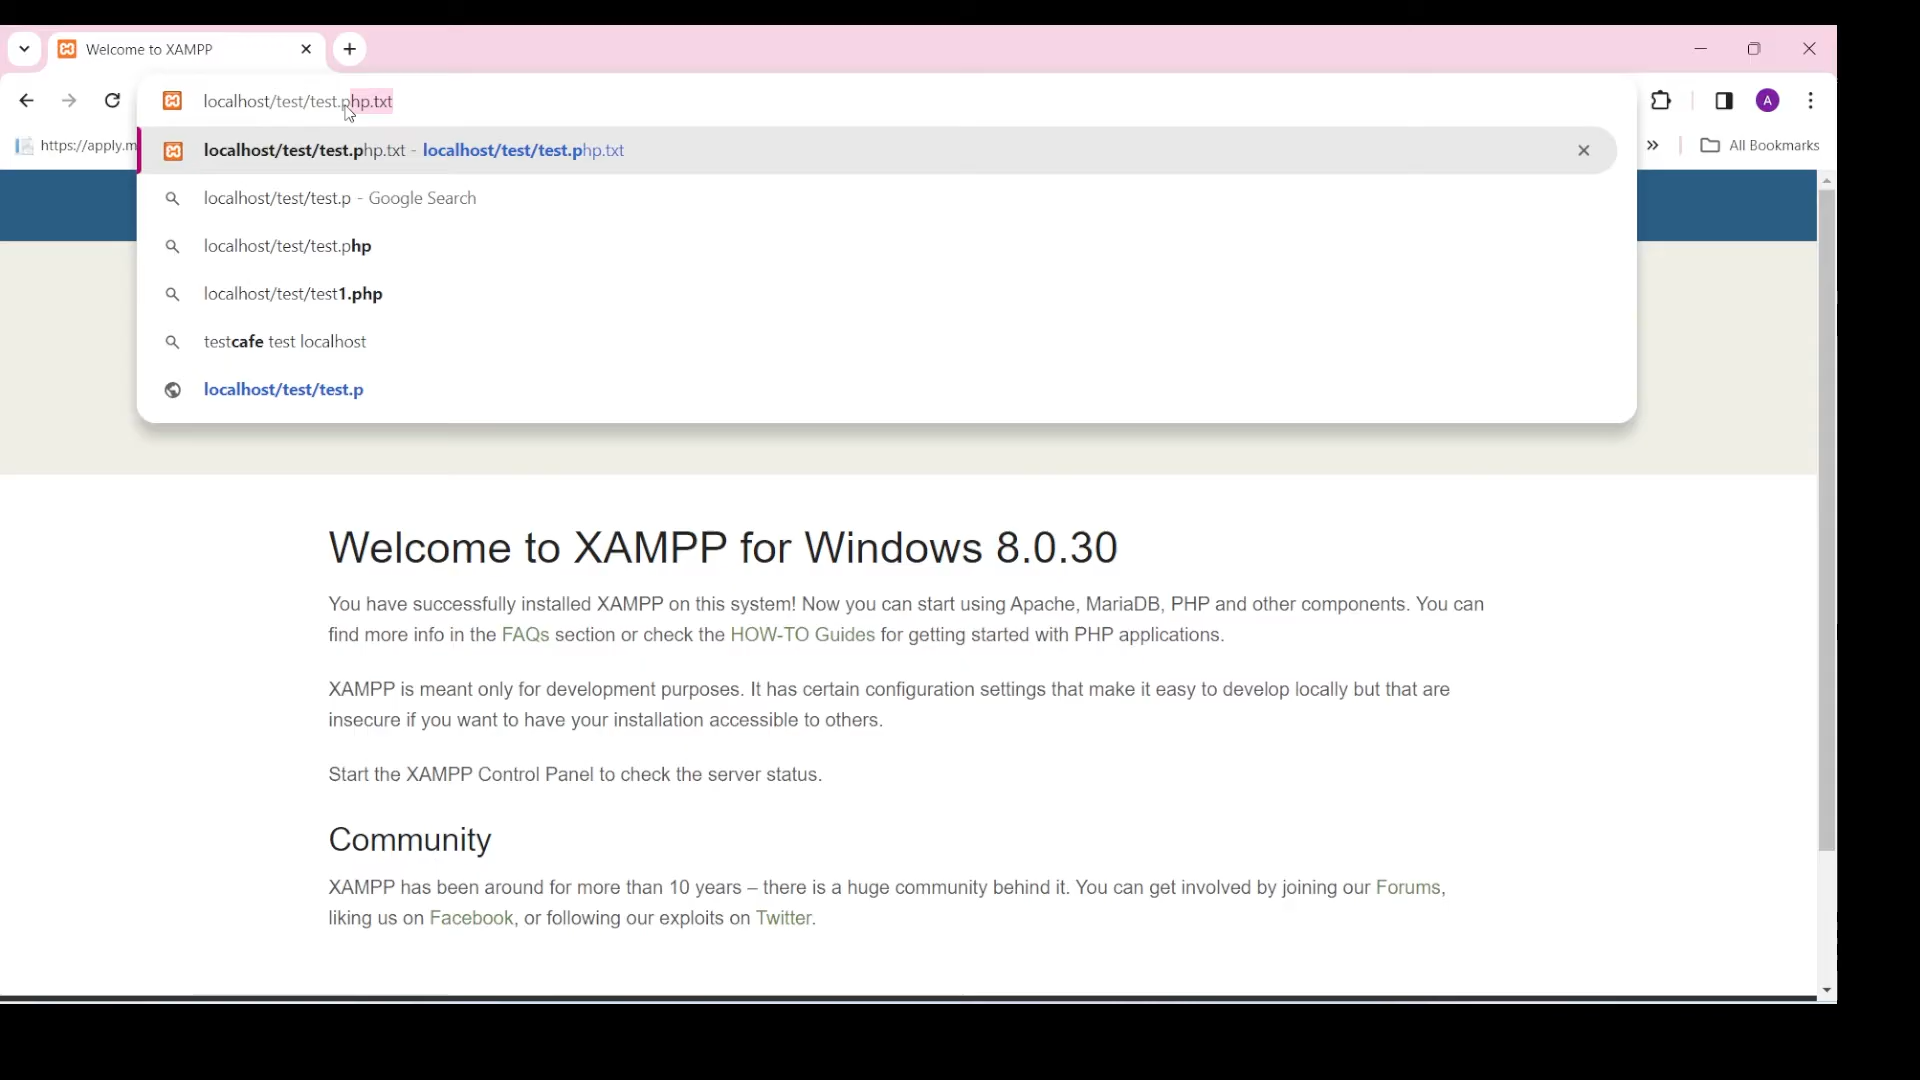 Welcome to XAMPP
localhost/test/test.php.txt
https://apply.m
All Bookmarks
A
localhost/test/test.php.txt - localhost/test/test.php.txt
localhost/test/test.p - Google Search
localhost/test/test.php
localhost/test/test1.php
testcafe test localhost
localhost/test/test.p
Welcome to XAMPP for Windows 8.0.30
You have successfully installed XAMPP on this system! Now you can start using Apache, MariaDB, PHP and other components. You can
find more info in the FAQs section or check the HOW-TO Guides for getting started with PHP applications.
XAMPP is meant only for development purposes. It has certain configuration settings that make it easy to develop locally but that are
insecure if you want to have your installation accessible to others.
Start the XAMPP Control Panel to check the server status.
Community
XAMPP has been around for more than 10 years – there is a huge community behind it. You can get involved by joining our Forums,
liking us on Facebook, or following our exploits on Twitter.